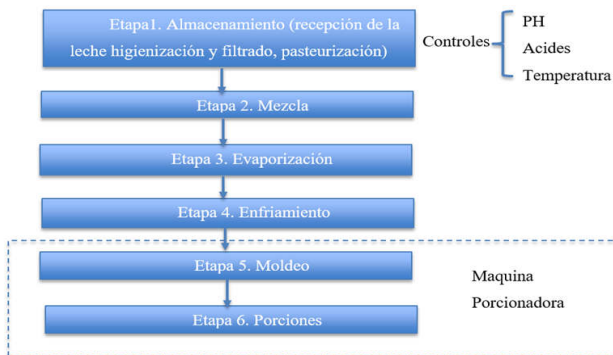 Etapa1. Almacenamiento (recepción de la
leche higienización y filtrado, pasteurización)
Controles
PH
Acides
Temperatura
Etapa 2. Mezcla
Etapa 3. Evaporización
Etapa 4. Enfriamiento
Etapa 5. Moldeo
Etapa 6. Porciones
Maquina
Porcionadora